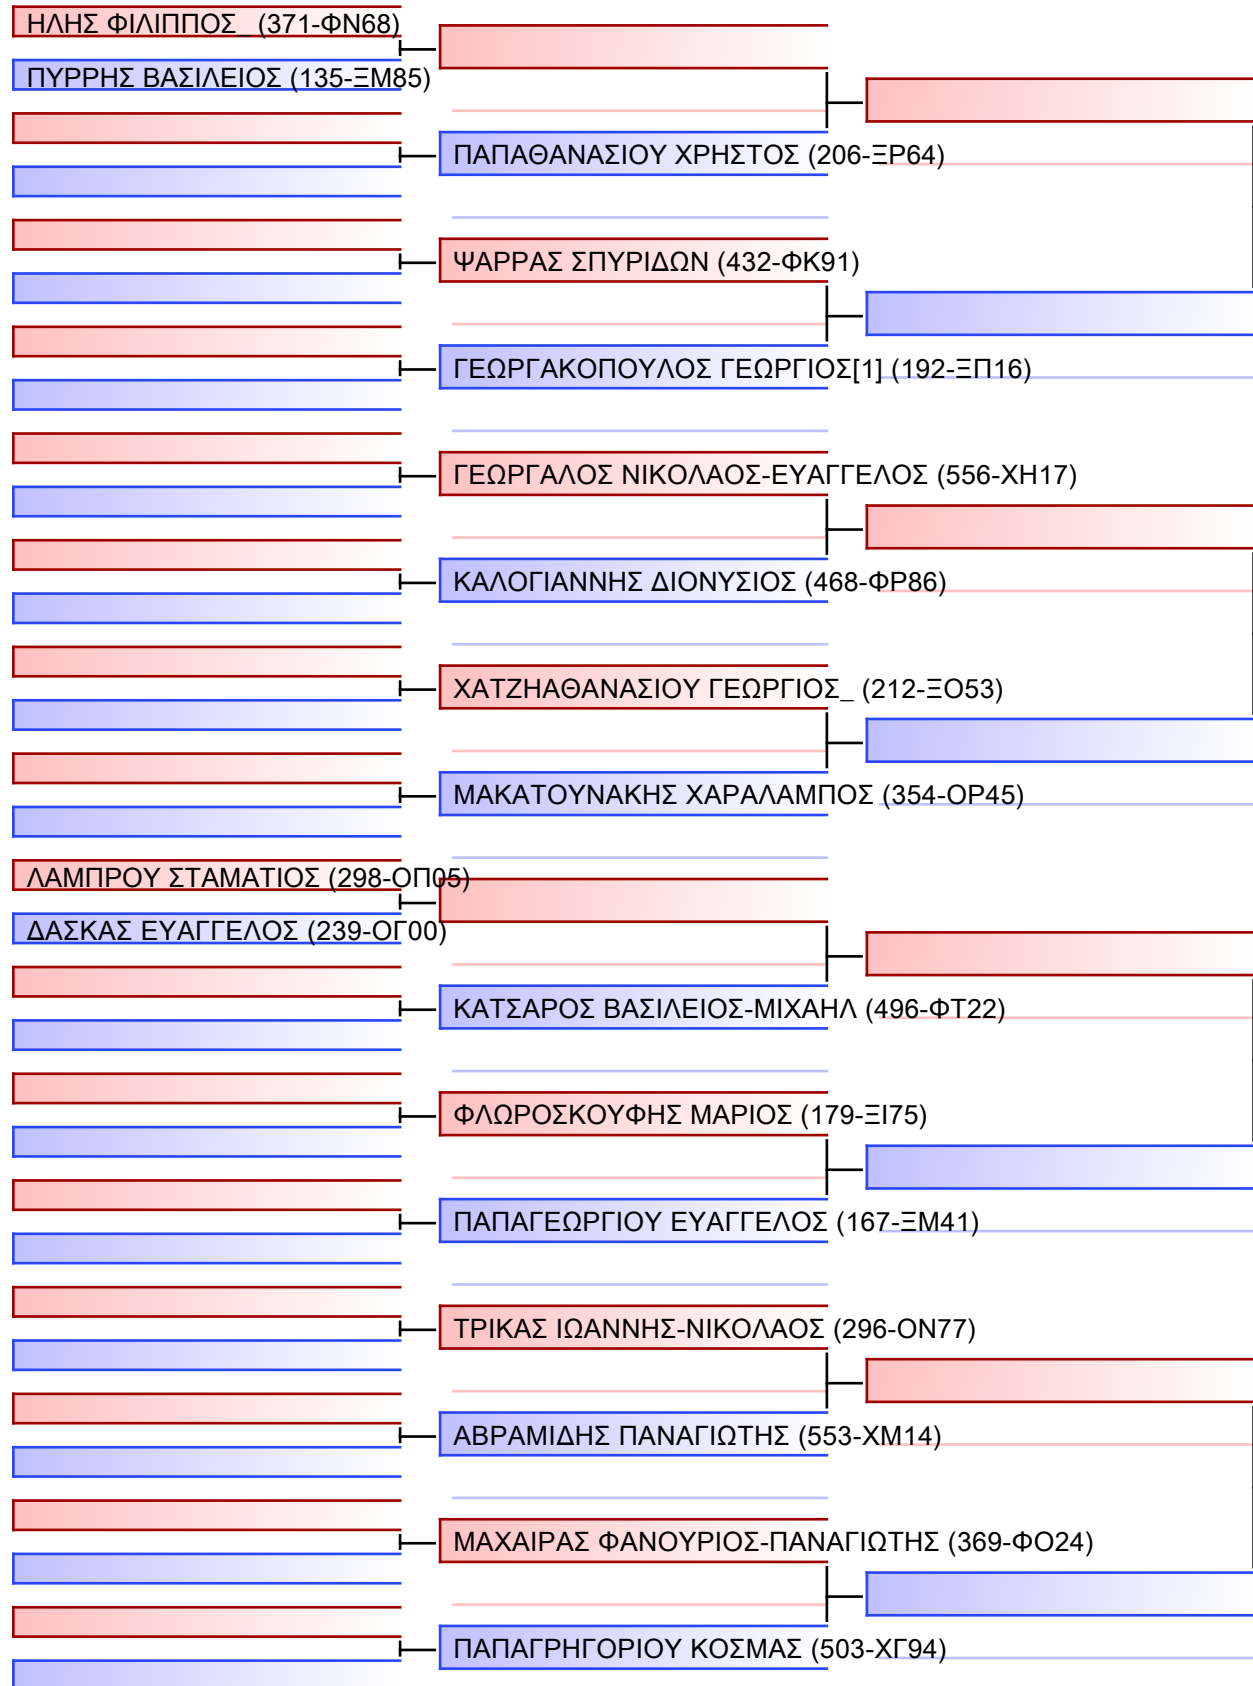 ΗΛΗΣ ΦΙΛΙΠΠΟΣ_ (371-ΦΝ68)
ΠΥΡΡΗΣ ΒΑΣΙΛΕΙΟΣ (135-ΞΜ85)
ΠΑΠΑΘΑΝΑΣΙΟΥ ΧΡΗΣΤΟΣ (206-ΞΡ64)
ΨΑΡΡΑΣ ΣΠΥΡΙΔΩΝ (432-ΦΚ91)
ΓΕΩΡΓΑΚΟΠΟΥΛΟΣ ΓΕΩΡΓΙΟΣ[1] (192-ΞΠ16)
ΓΕΩΡΓΑΛΟΣ ΝΙΚΟΛΑΟΣ-ΕΥΑΓΓΕΛΟΣ (556-ΧΗ17)
ΚΑΛΟΓΙΑΝΝΗΣ ΔΙΟΝΥΣΙΟΣ (468-ΦΡ86)
ΧΑΤΖΗΑΘΑΝΑΣΙΟΥ ΓΕΩΡΓΙΟΣ_ (212-ΞΟ53)
ΜΑΚΑΤΟΥΝΑΚΗΣ ΧΑΡΑΛΑΜΠΟΣ (354-ΟΡ45)
ΛΑΜΠΡΟΥ ΣΤΑΜΑΤΙΟΣ (298-ΟΠ05)
ΔΑΣΚΑΣ ΕΥΑΓΓΕΛΟΣ (239-ΟΓ00)
ΚΑΤΣΑΡΟΣ ΒΑΣΙΛΕΙΟΣ-ΜΙΧΑΗΛ (496-ΦΤ22)
ΦΛΩΡΟΣΚΟΥΦΗΣ ΜΑΡΙΟΣ (179-ΞΙ75)
ΠΑΠΑΓΕΩΡΓΙΟΥ ΕΥΑΓΓΕΛΟΣ (167-ΞΜ41)
ΤΡΙΚΑΣ ΙΩΑΝΝΗΣ-ΝΙΚΟΛΑΟΣ (296-ΟΝ77)
ΑΒΡΑΜΙΔΗΣ ΠΑΝΑΓΙΩΤΗΣ (553-ΧΜ14)
ΜΑΧΑΙΡΑΣ ΦΑΝΟΥΡΙΟΣ-ΠΑΝΑΓΙΩΤΗΣ (369-ΦΟ24)
ΠΑΠΑΓΡΗΓΟΡΙΟΥ ΚΟΣΜΑΣ (503-ΧΓ94)